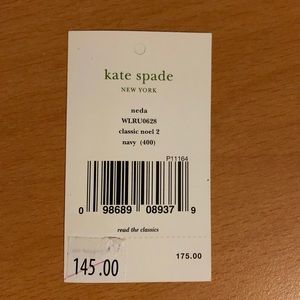 kate spade
NEW YORK
neda
WLRU0628
classic noel 2
navy (400)
P11164
0 98689 08937 9
read the classics
145.00
175.00